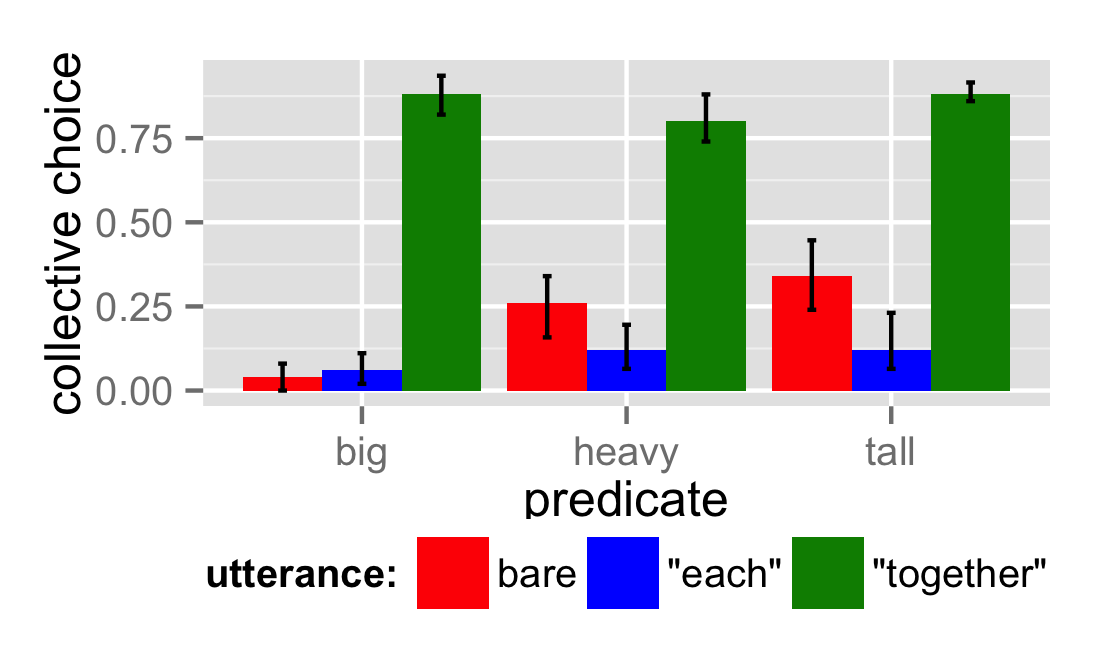 collective choice
0.75
0.50
0.25
0.00
big heavy tall
predicate
utterance: bare "each" "together"